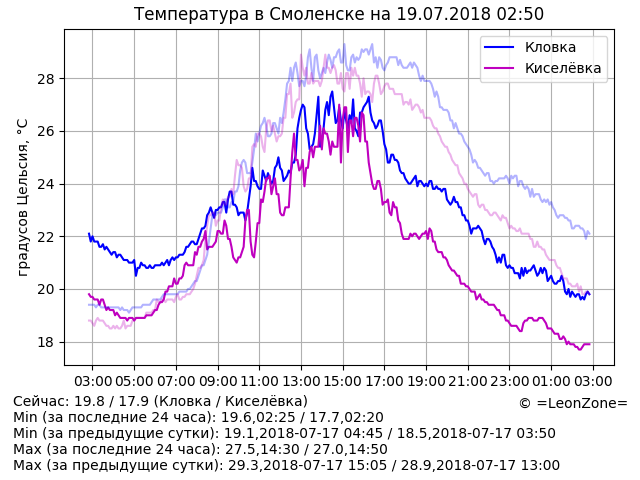 Температура в Смоленске на 19.07.2018 02:50
градусов Цельсия, °C
28
26
24
22
20
18
Кловка
Киселёвка
03:00 05:00 07:00 09:00 11:00 13:00 15:00 17:00 19:00 21:00 23:00 01:00 03:00
Сейчас: 19.8 / 17.9 (Кловка / Киселёвка)
© =LeonZone=
Min (за последние 24 часа): 19.6,02:25 / 17.7,02:20
Min (за предыдущие сутки): 19.1,2018-07-17 04:45 / 18.5,2018-07-17 03:50
Max (за последние 24 часа): 27.5,14:30 / 27.0,14:50
Max (за предыдущие сутки): 29.3,2018-07-17 15:05 / 28.9,2018-07-17 13:00